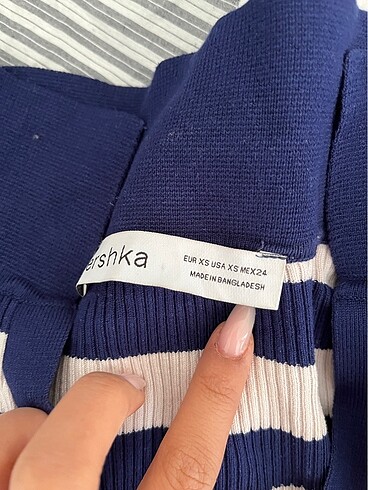 ershka
EUR XS USA XS MEX24
MADE IN BANGLADESH